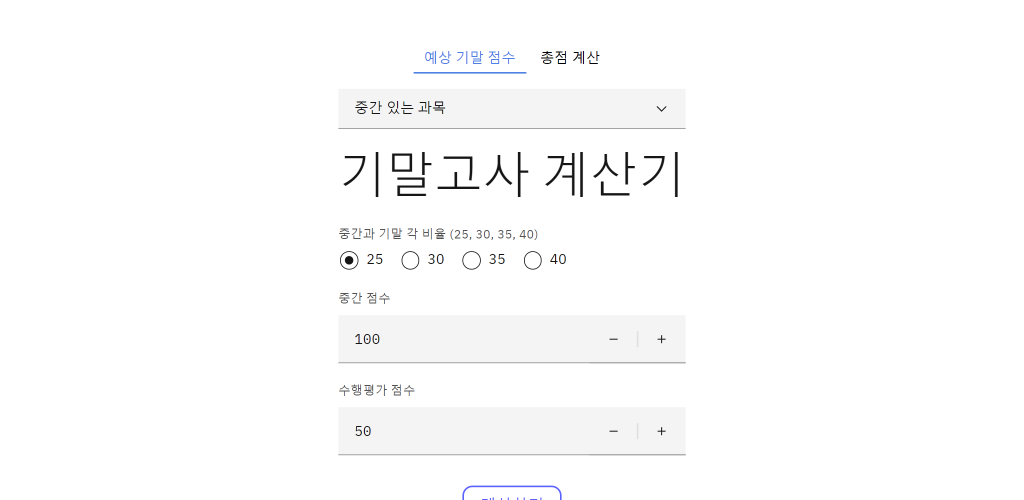 예상 기말 점수 총점 계산
중간 있는 과목
기말고사 계산기
중간과 기말 각 비율 (25, 30, 35, 40)
25 30 35 40
중간 점수
100
수행평가 점수
50